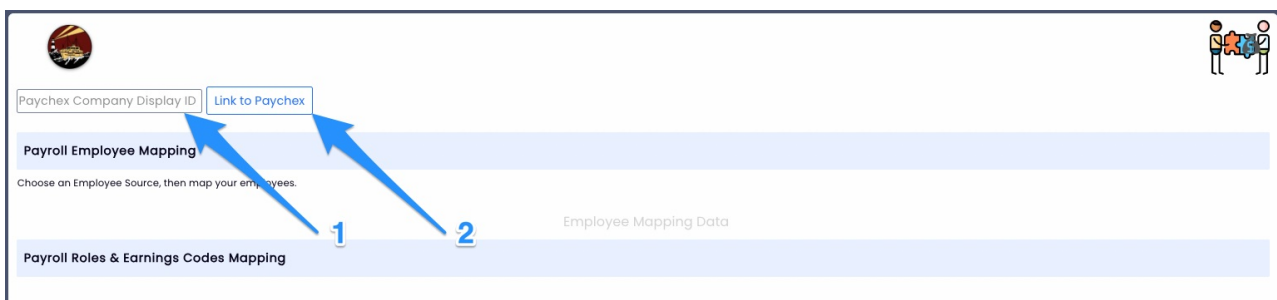 Paychex Company Display ID Link to Paychex
Payroll Employee Mapping
Choose an Employee Source, then map your employees.
1 2
Employee Mapping Data
Payroll Roles & Earnings Codes Mapping